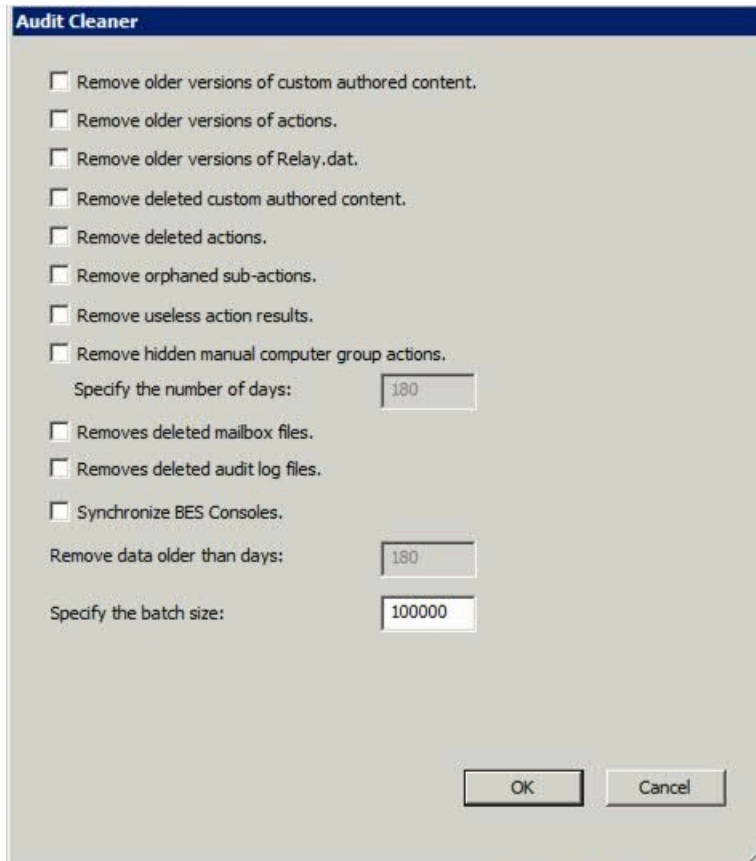 Audit Cleaner
Remove older versions of custom authored content.
Remove older versions of actions.
Remove older versions of Relay.dat.
Remove deleted custom authored content.
Remove deleted actions.
Remove orphaned sub-actions.
Remove useless action results.
Remove hidden manual computer group actions.
Specify the number of days: 180
Removes deleted mailbox files.
Removes deleted audit log files.
Synchronize BES Consoles.
Remove data older than days: 180
Specify the batch size: 100000
OK Cancel